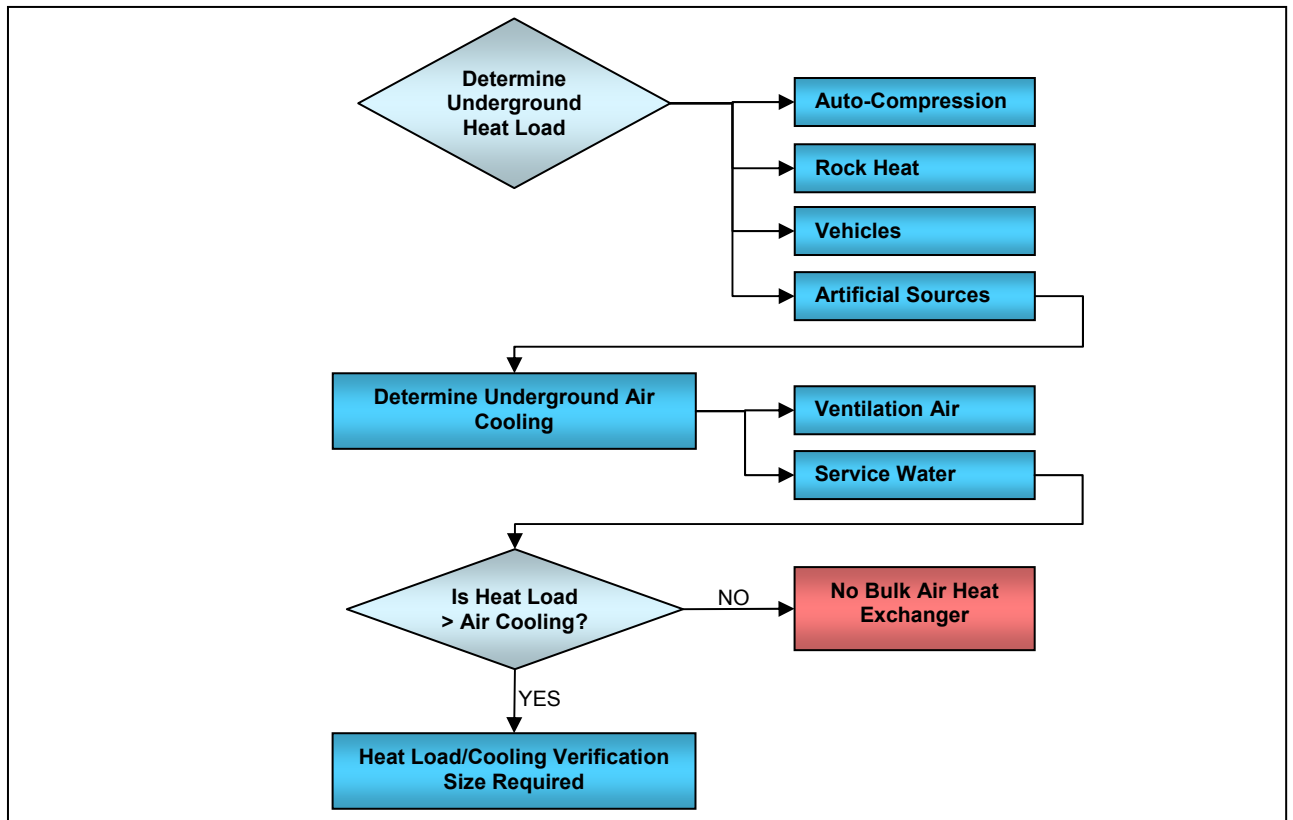 Determine
Underground
Heat Load
Auto-Compression
Rock Heat
Vehicles
Artificial Sources
Determine Underground Air
Cooling
Ventilation Air
Service Water
Is Heat Load
> Air Cooling?
NO
No Bulk Air Heat
Exchanger
YES
Heat Load/Cooling Verification
Size Required